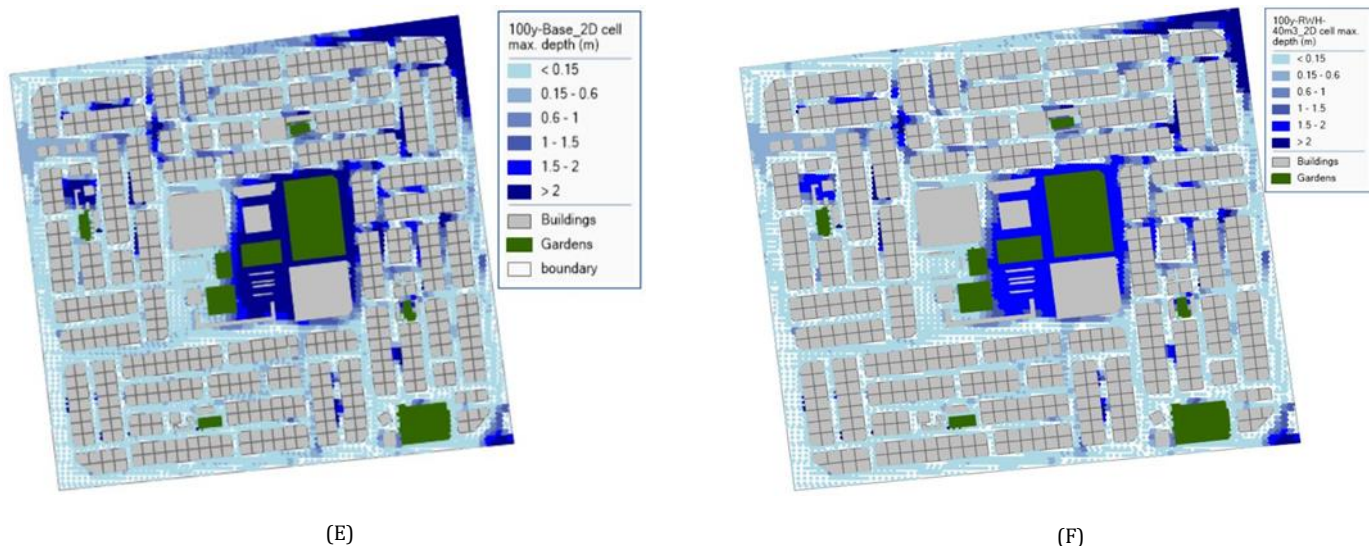 100y-Base_2D cell
max. depth (m)
< 0.15
0.15 - 0.6
0.6 - 1
1 - 1.5
1.5 - 2
> 2
Buildings
Gardens
boundary
(E)
100y-RWH-
40m3_2D cell max.
depth (m)
< 0.15
0.15 - 0.6
0.6 - 1
1 - 1.5
1.5 - 2
> 2
Buildings
Gardens
(F)